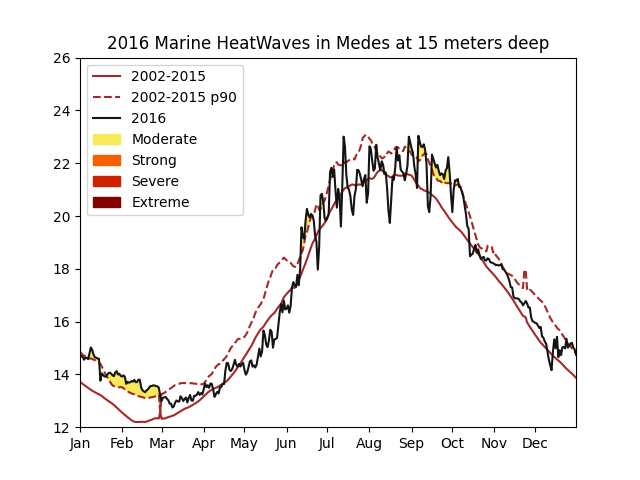 2016 Marine HeatWaves in Medes at 15 meters deep
26
24
22
20
18
16
14
12
2002-2015
2002-2015 p90
2016
Moderate
Strong
Severe
Extreme
Jan Feb Mar Apr May Jun Jul Aug Sep Oct Nov Dec